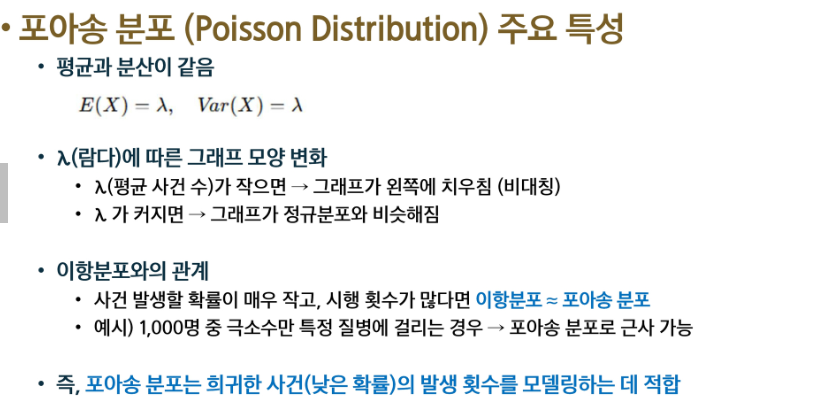 • 포아송 분포 (Poisson Distribution) 주요 특성
• 평균과 분산이 같음
E(X) = λ, Var(X) = λ
• λ(람다)에 따른 그래프 모양 변화
• λ(평균 사건 수)가 작으면 → 그래프가 왼쪽에 치우침 (비대칭)
• λ 가 커지면 → 그래프가 정규분포와 비슷해짐
• 이항분포와의 관계
• 사건 발생할 확률이 매우 작고, 시행 횟수가 많다면 이항분포 ≈ 포아송 분포
• 예시) 1,000명 중 극소수만 특정 질병에 걸리는 경우 → 포아송 분포로 근사 가능
• 즉, 포아송 분포는 희귀한 사건(낮은 확률)의 발생 횟수를 모델링하는 데 적합